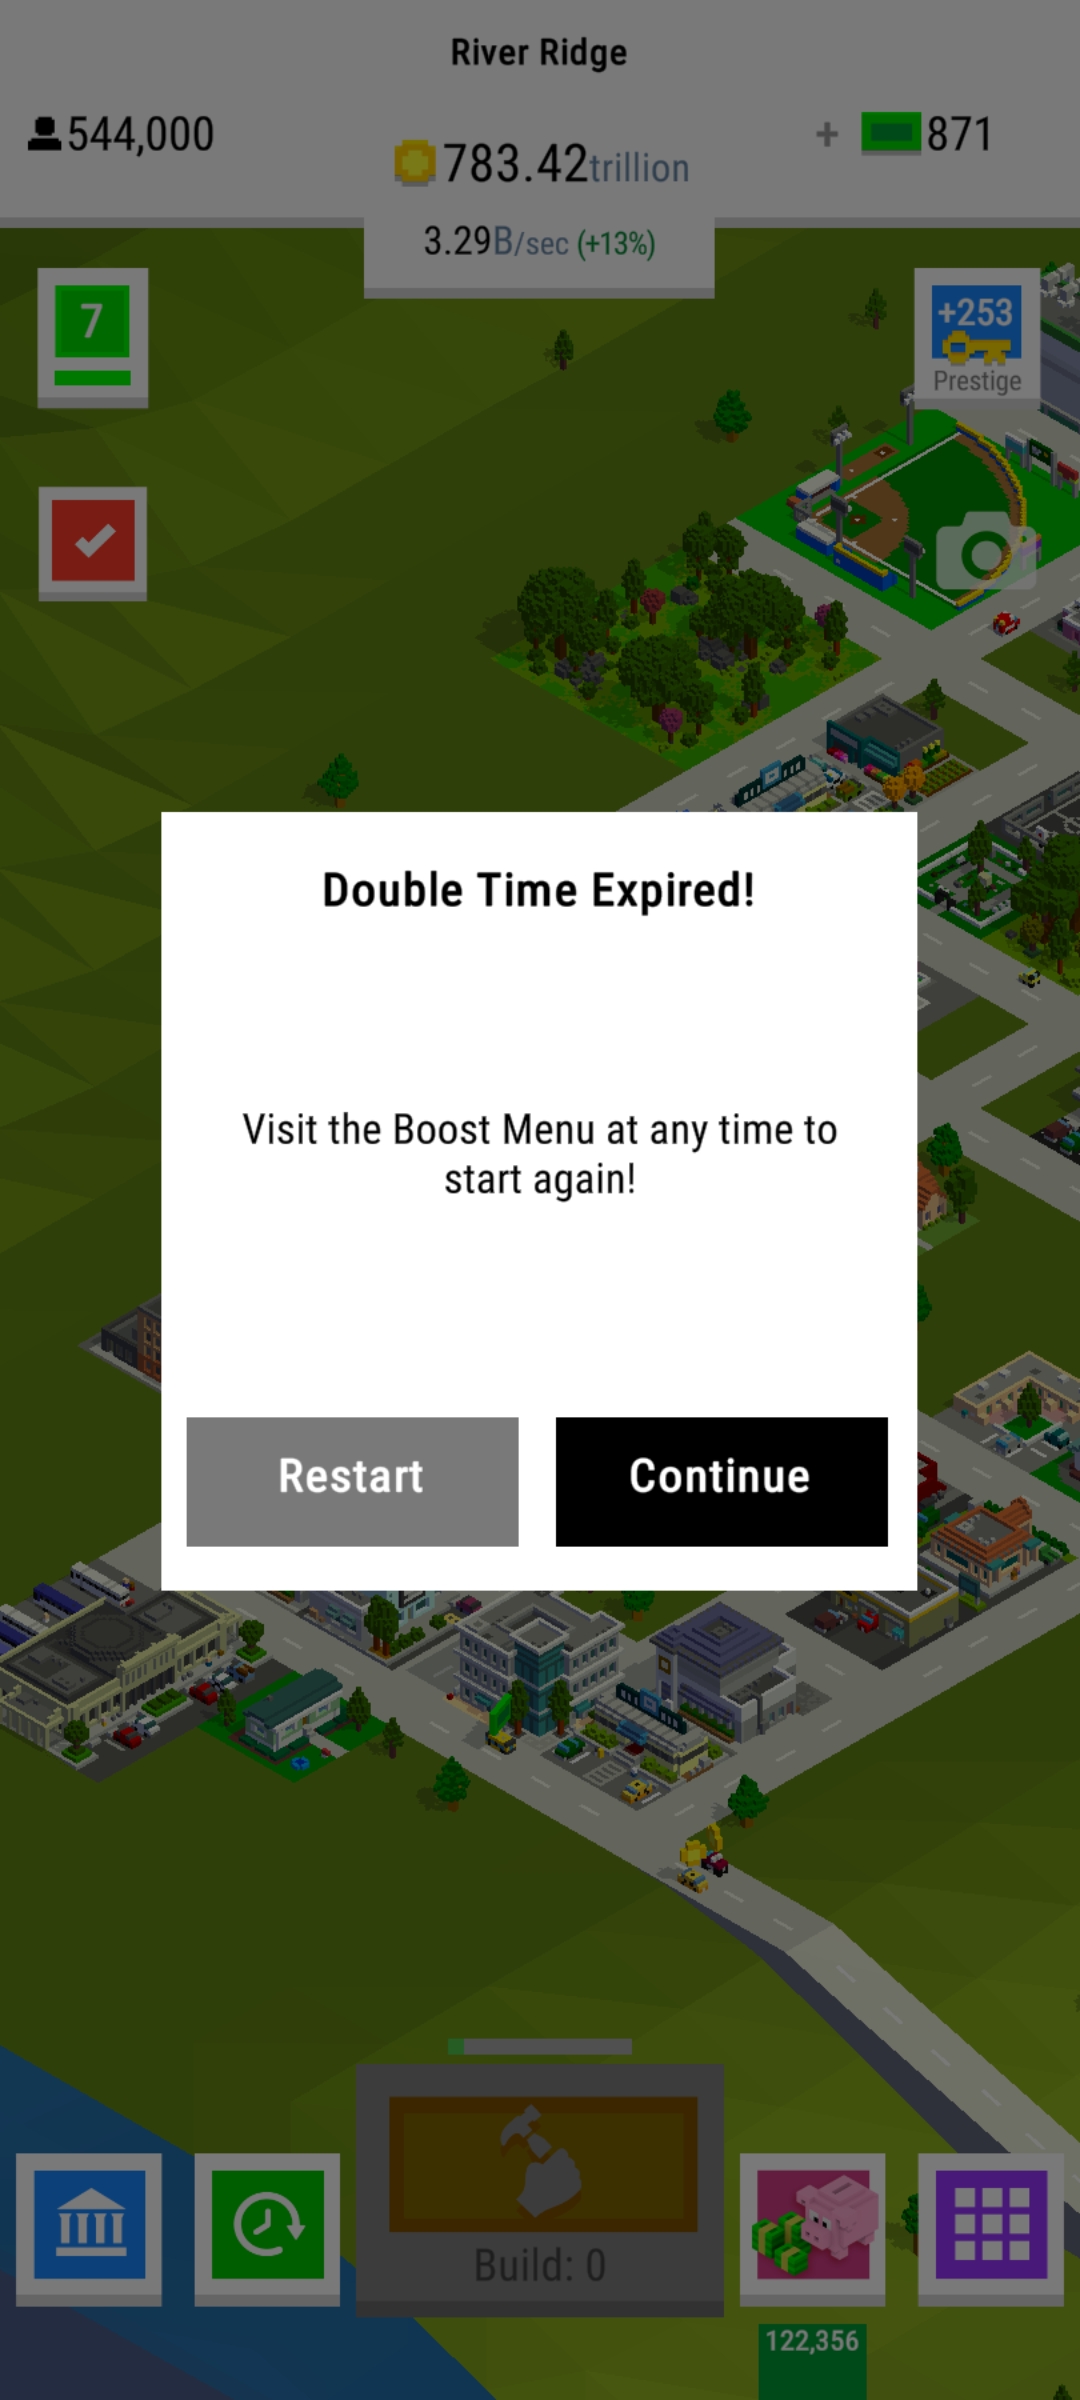 River Ridge
544,000
783.42trillion
+ 871
3.29B/sec (+13%)
7
+253
Prestige
Double Time Expired!
Visit the Boost Menu at any time to
start again!
Restart
Continue
Build: 0
122,356